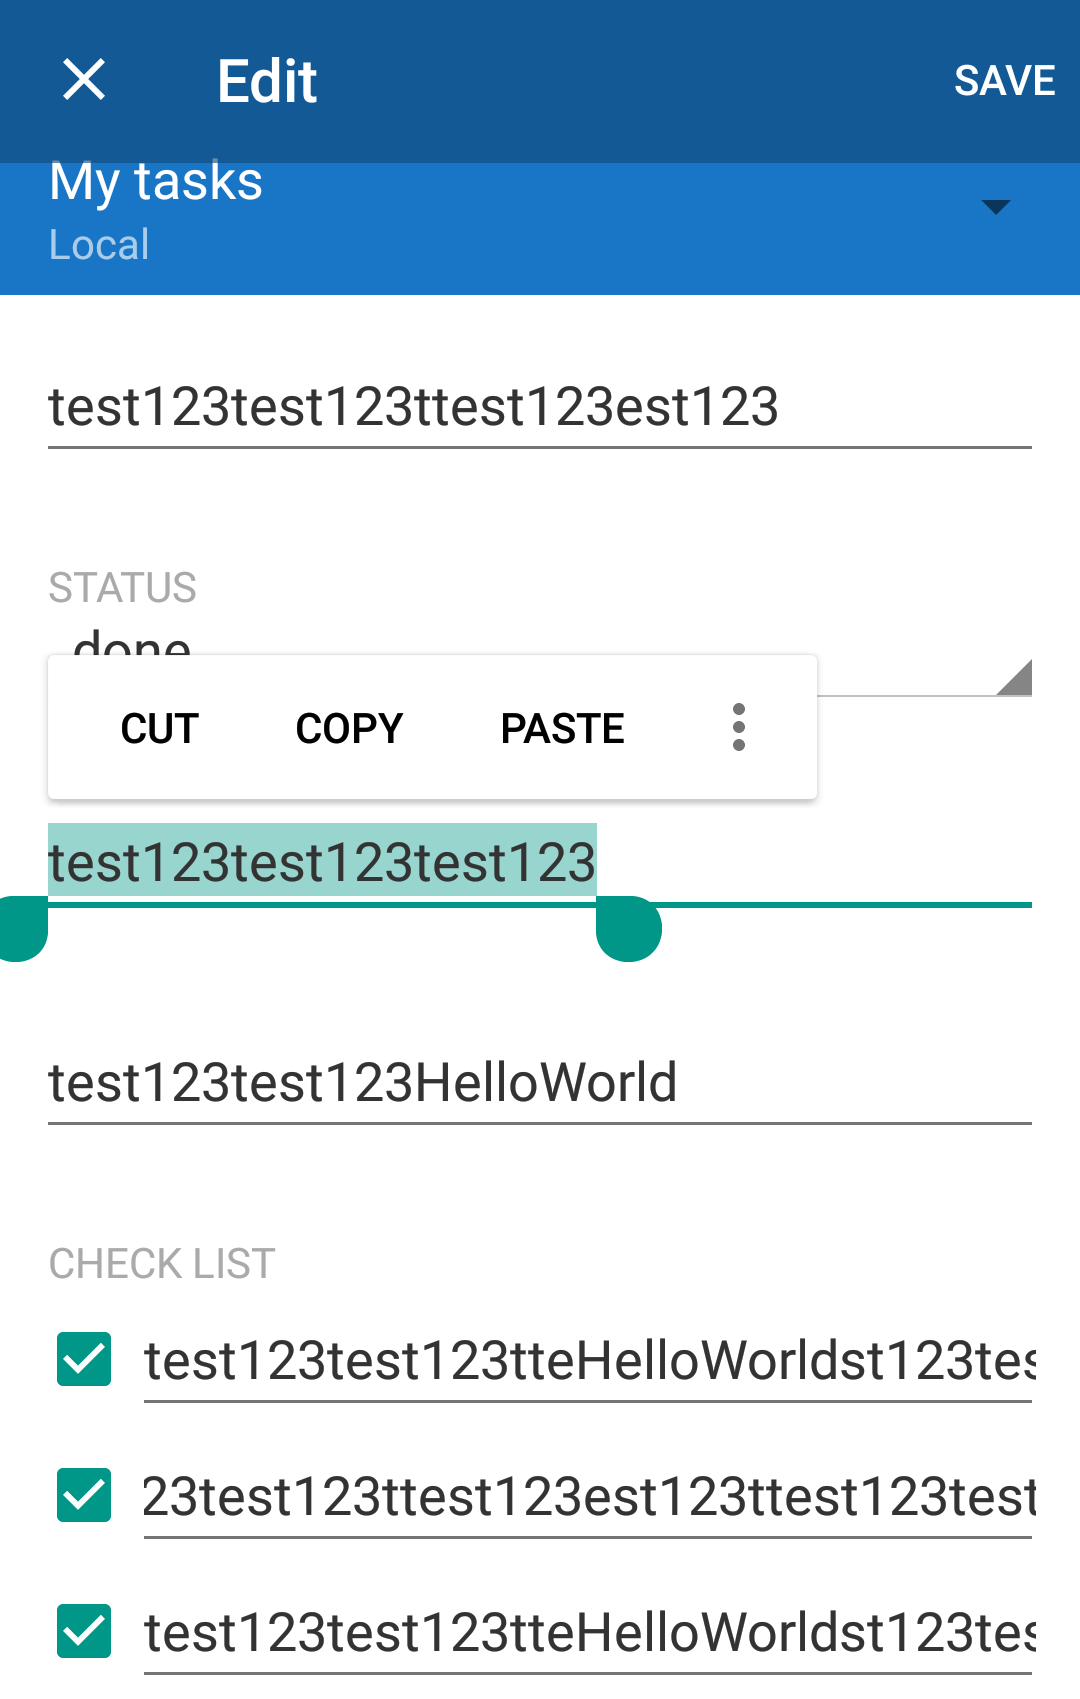 Edit
SAVE
My tasks
Local
test123test123ttest123est123
STATUS
done
CUT COPY PASTE
test123test123test123
test123test123HelloWorld
CHECK LIST
test123test123tteHelloWorldst123tes
23test123ttest123est123ttest123test
test123test123tteHelloWorldst123tes